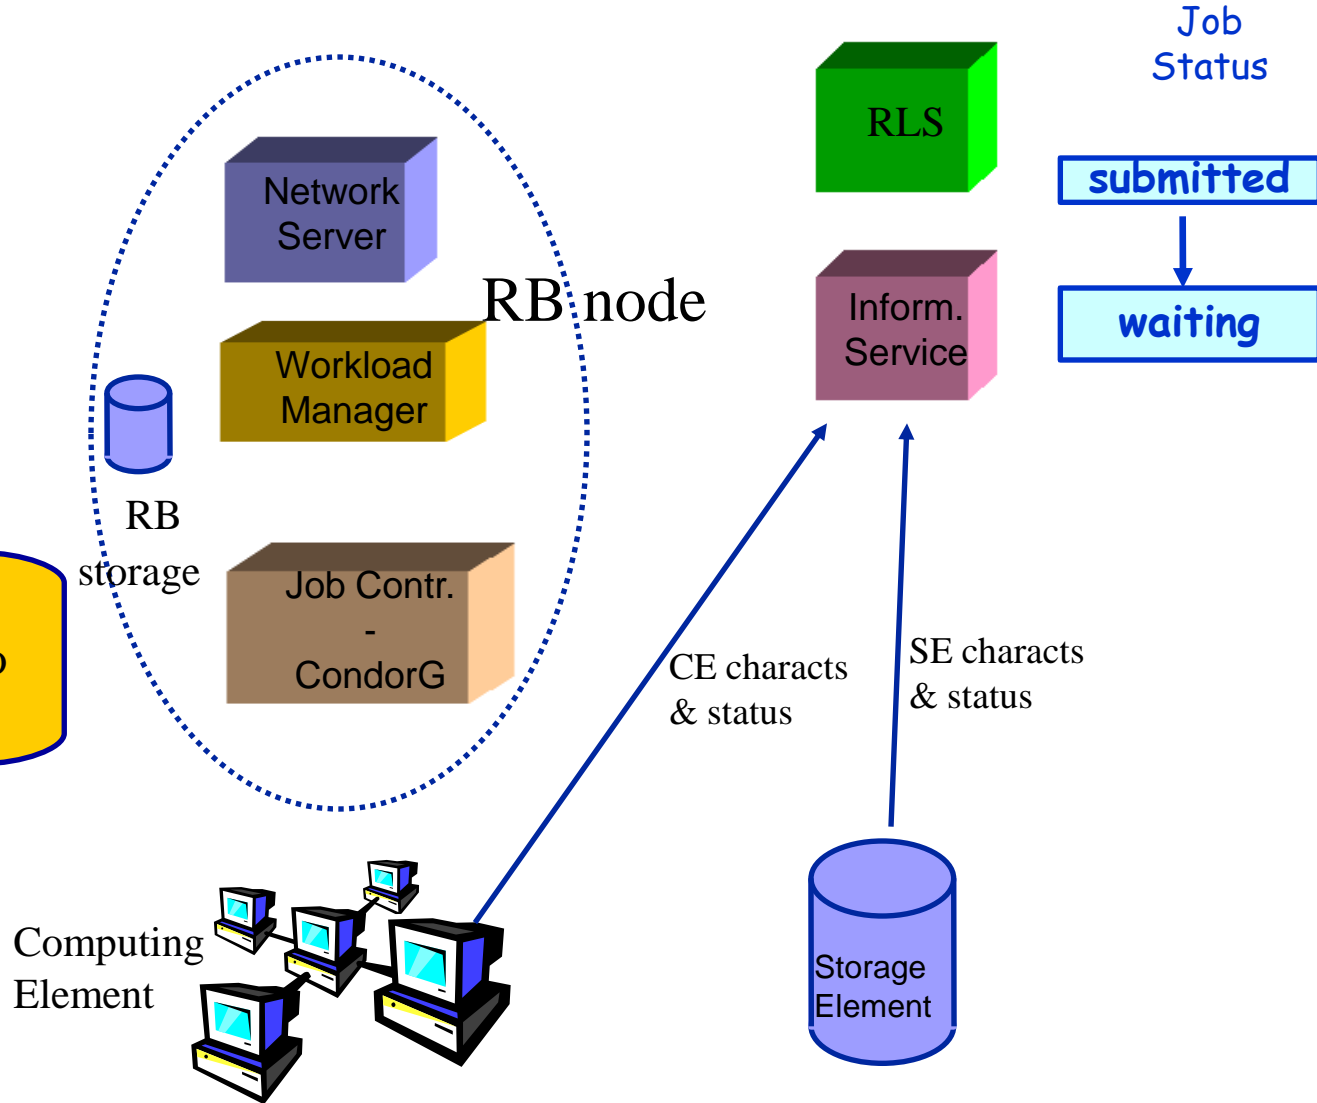 Job
Status
RLS
submitted
Network
Server
RB node
Inform.
Service
waiting
Workload
Manager
RB
storage
Job Contr.
-
CondorG
CE characts
& status
SE characts
& status
Computing
Element
Storage
Element